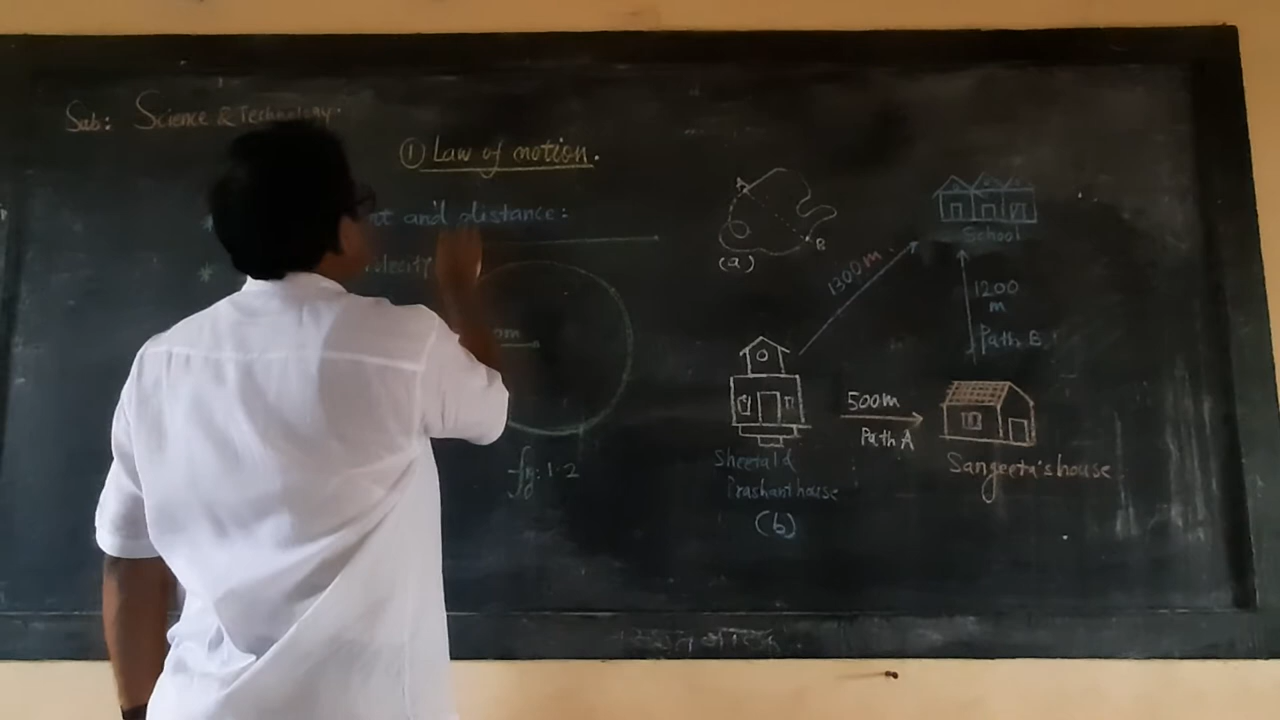 Sub: Science & Technology.
① Law of motion.
* and distance:
*
A
B
(a)
School
1300m
1200
m
Path B
500m
Path A
fig: 1.2
Sheetal &
Prashant house
(b)
Sangeeta's house